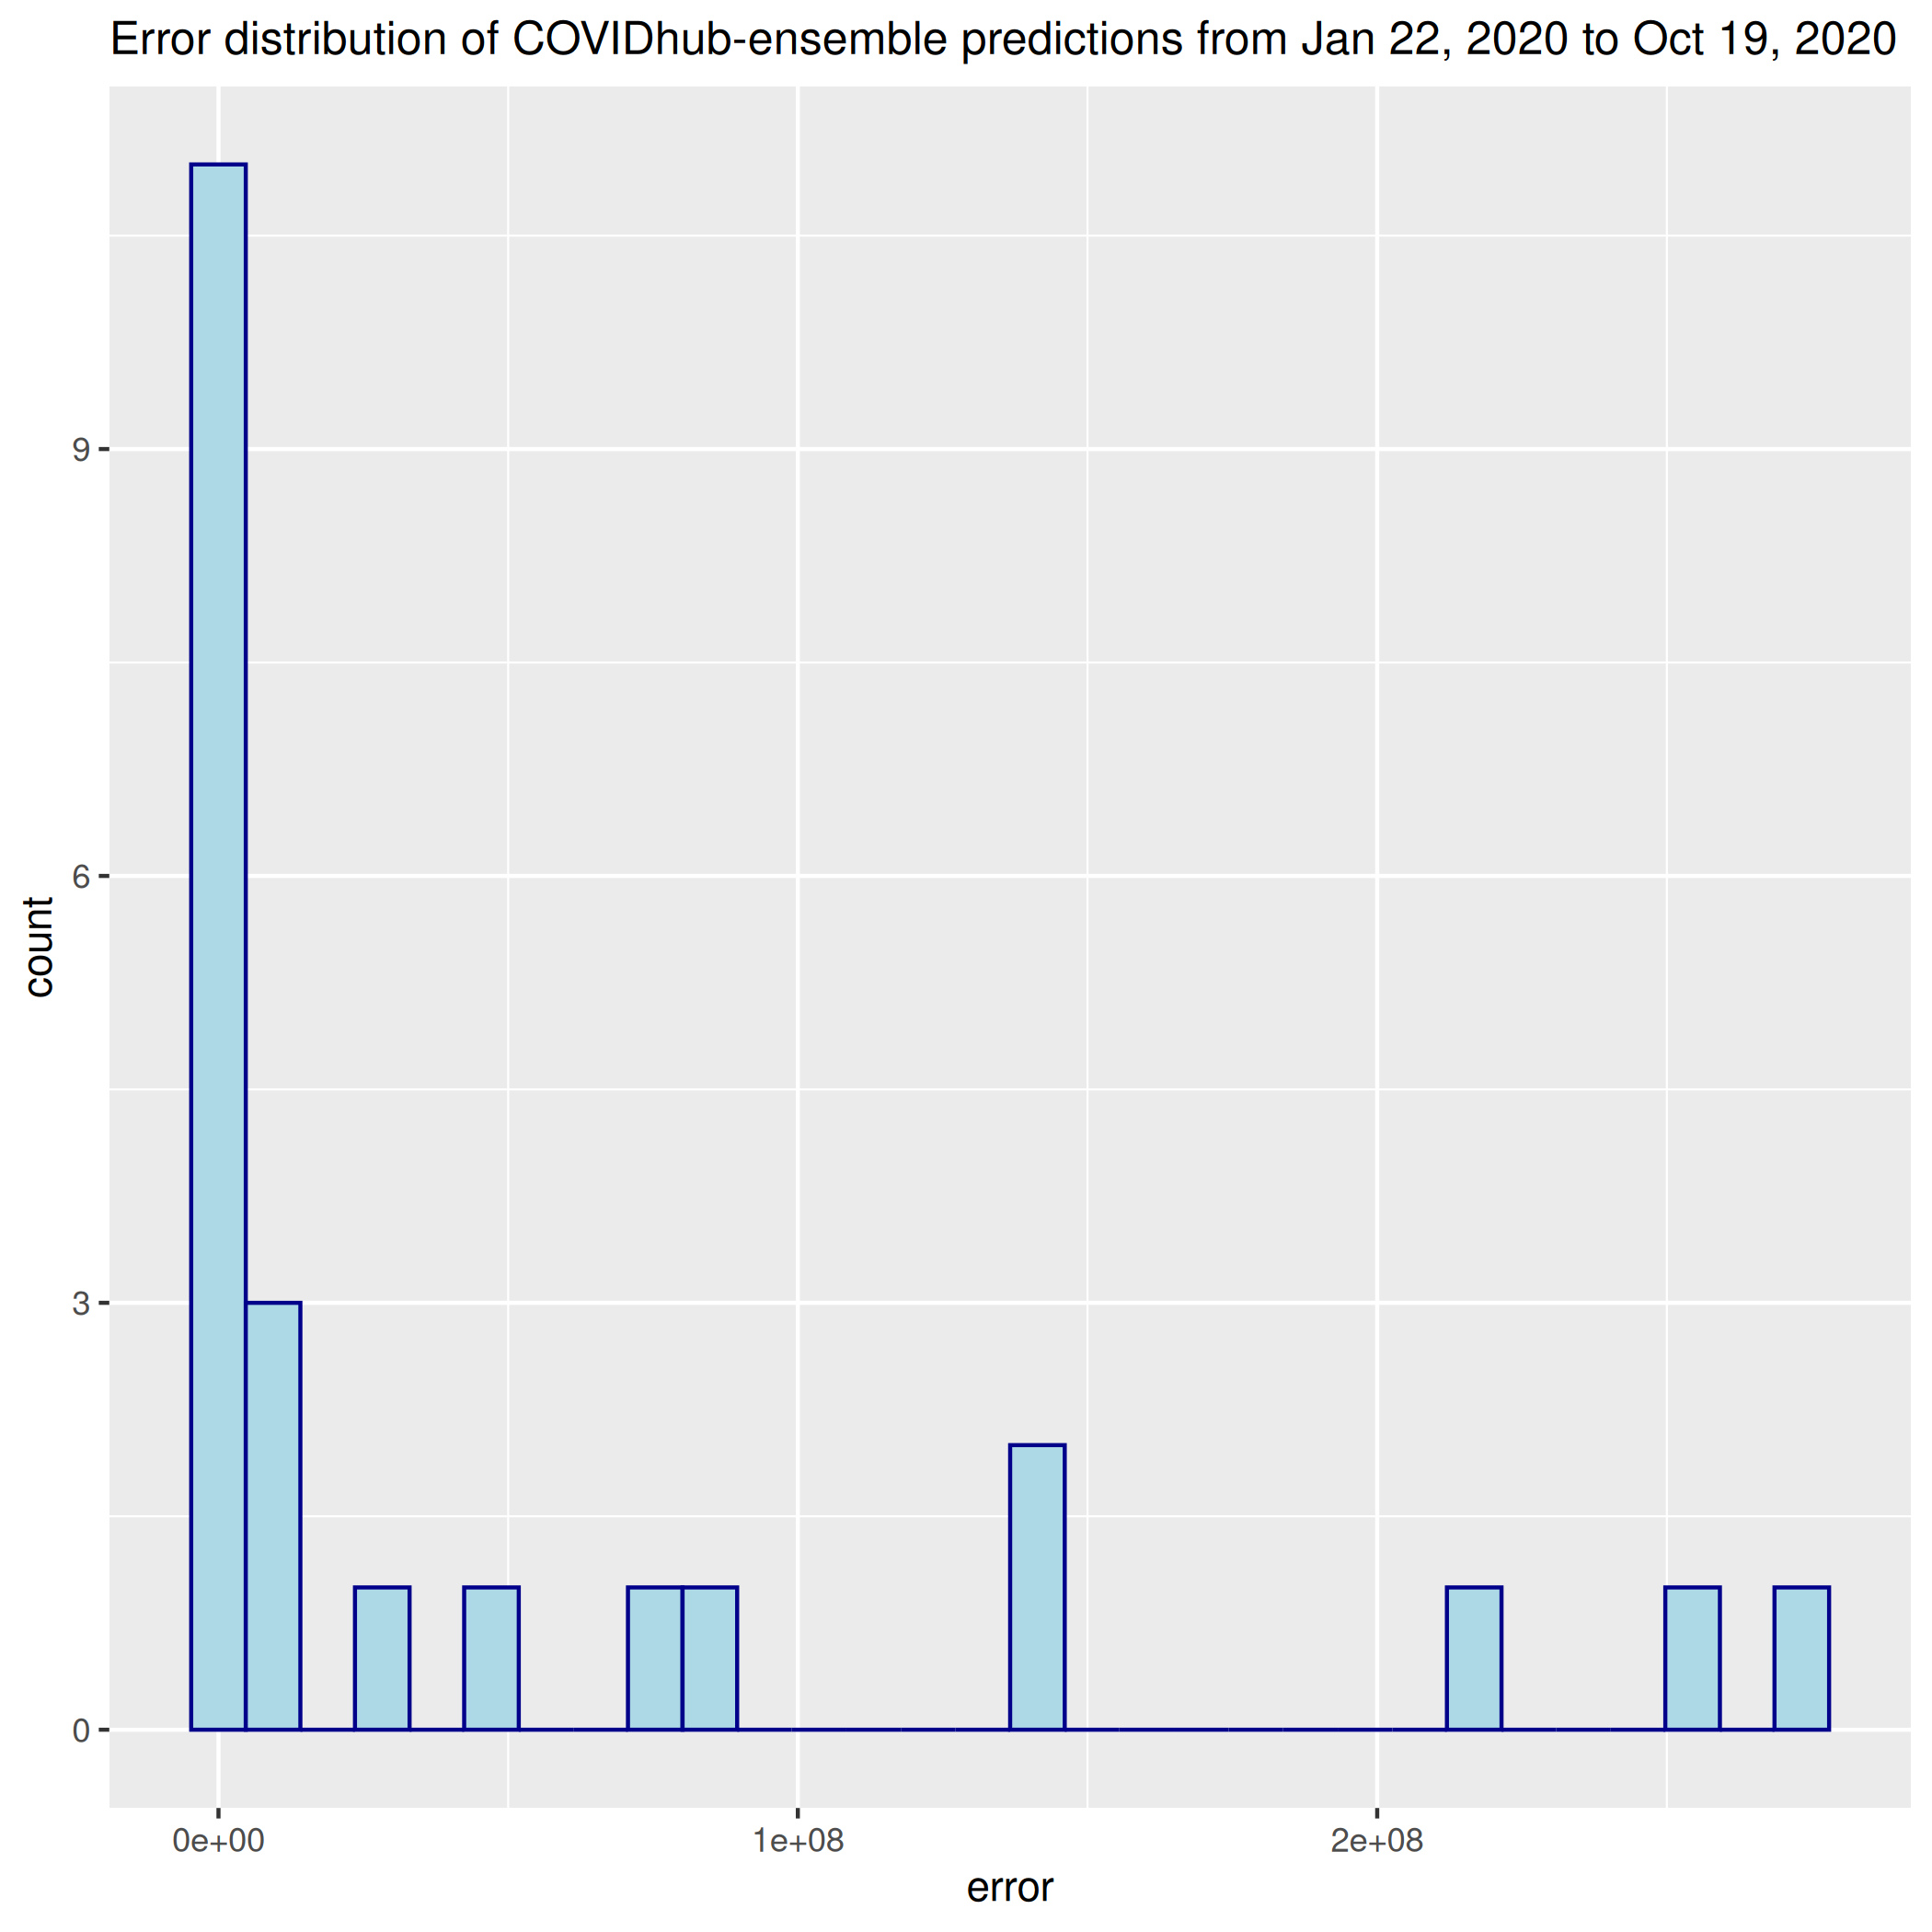 Error distribution of COVIDhub-ensemble predictions from Jan 22, 2020 to Oct 19, 2020
count
9
6
3
0
0e+00 1e+08 2e+08
error